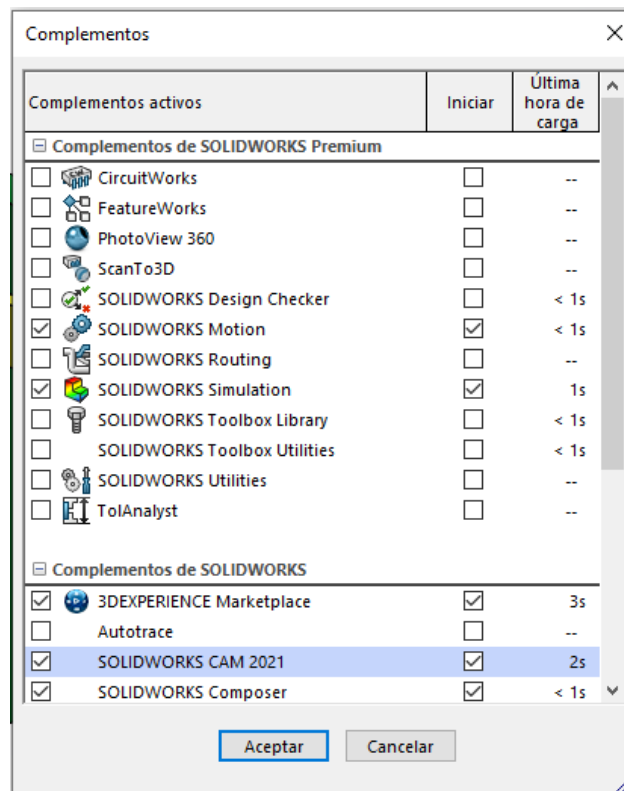 Complementos
Complementos activos Iniciar Última hora de carga
Complementos de SOLIDWORKS Premium
CircuitWorks --
FeatureWorks --
PhotoView 360 --
ScanTo3D --
SOLIDWORKS Design Checker < 1s
SOLIDWORKS Motion < 1s
SOLIDWORKS Routing --
SOLIDWORKS Simulation 1s
SOLIDWORKS Toolbox Library < 1s
SOLIDWORKS Toolbox Utilities < 1s
SOLIDWORKS Utilities --
TolAnalyst --
Complementos de SOLIDWORKS
3DEXPERIENCE Marketplace 3s
Autotrace --
SOLIDWORKS CAM 2021 2s
SOLIDWORKS Composer < 1s
Aceptar Cancelar